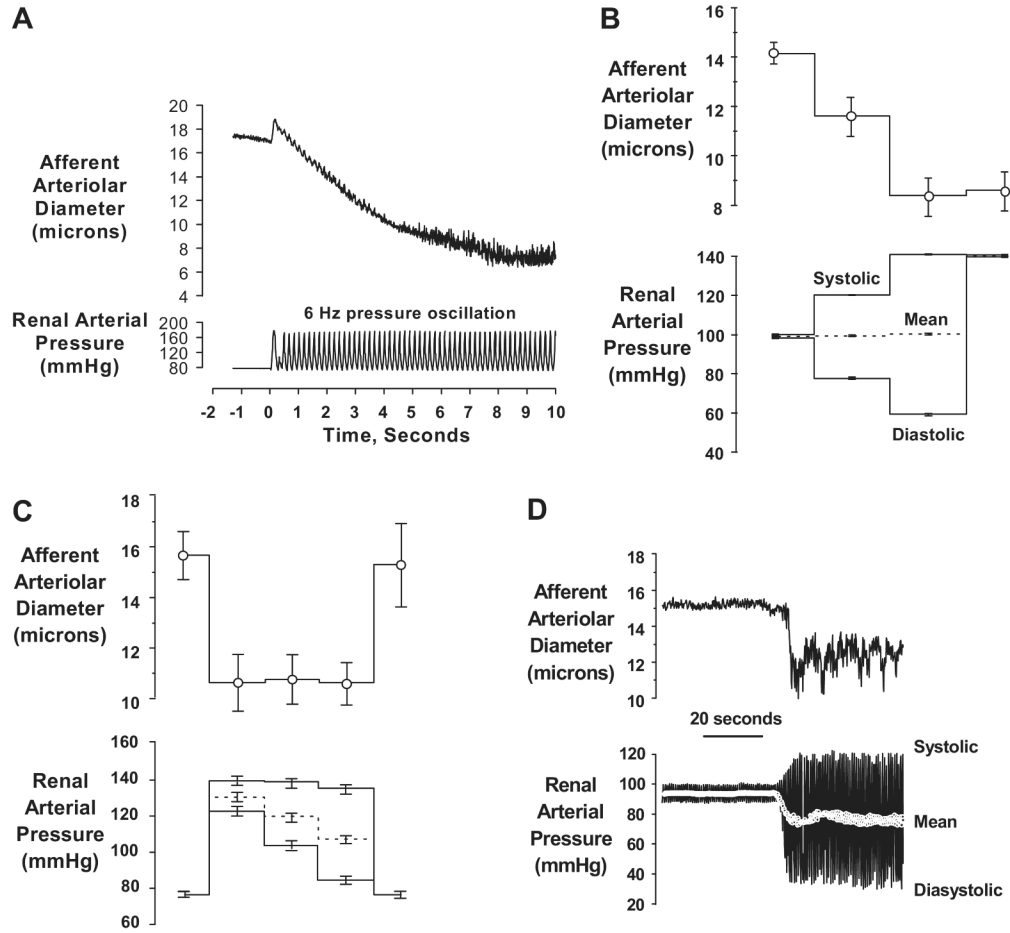 A
20
18
16
14
12
10
8
6
4
Afferent
Arteriolar
Diameter
(microns)
6 Hz pressure oscillation
Renal Arterial
Pressure
(mmHg)
200
160
120
80
-2 -1 0 1 2 3 4 5 6 7 8 9 10
Time, Seconds
B
16
14
12
10
8
Afferent
Arteriolar
Diameter
(microns)
140
120
100
80
60
40
Renal
Arterial
Pressure
(mmHg)
Systolic
Mean
Diastolic
C
18
16
14
12
10
Afferent
Arteriolar
Diameter
(microns)
160
140
120
100
80
60
Renal
Arterial
Pressure
(mmHg)
D
18
16
14
12
10
Afferent
Arteriolar
Diameter
(microns)
20 seconds
120
100
80
60
40
20
Renal
Arterial
Pressure
(mmHg)
Systolic
Mean
Diasystolic